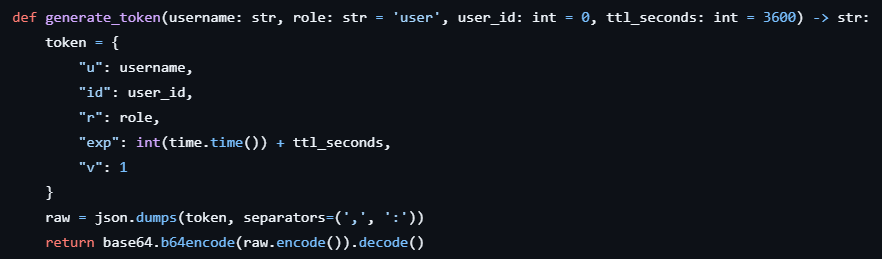 def generate_token(username: str, role: str = 'user', user_id: int = 0, ttl_seconds: int = 3600) -> str:
    token = {
        "u": username,
        "id": user_id,
        "r": role,
        "exp": int(time.time()) + ttl_seconds,
        "v": 1
    }
    raw = json.dumps(token, separators=(',', ':'))
    return base64.b64encode(raw.encode()).decode()